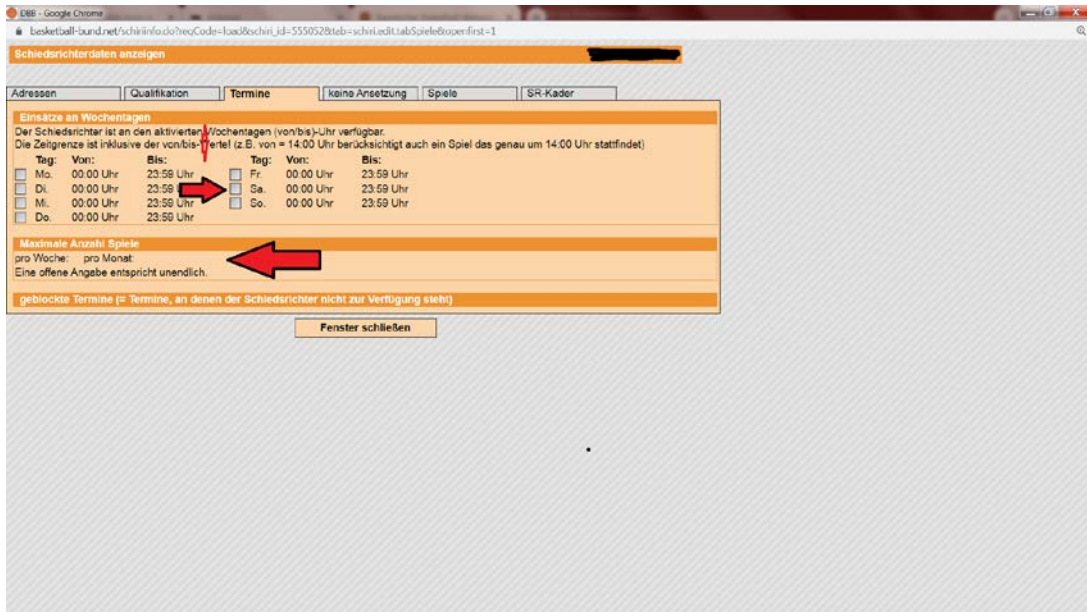 DBB - Google Chrome
basketball-bund.net/schiriinfo.do?reqCode=load&schiri_id=555052&tab=schiri.edit.tabSpiele&openfirst=1
Schiedsrichterdaten anzeigen
Adressen Qualifikation Termine keine Ansetzung Spiele SR-Kader
Einsätze an Wochentagen
Der Schiedsrichter ist an den aktivierten Wochentagen (von/bis)-Uhr verfügbar.
Die Zeitgrenze ist inklusive der von/bis-Werte! (z.B. von = 14:00 Uhr berücksichtigt auch ein Spiel das genau um 14:00 Uhr stattfindet)
Tag: Von: Bis: Tag: Von: Bis:
Mo. 00:00 Uhr 23:59 Uhr Fr. 00:00 Uhr 23:59 Uhr
Di. 00:00 Uhr 23:59 Sa. 00:00 Uhr 23:59 Uhr
Mi. 00:00 Uhr 23:59 Uhr So. 00:00 Uhr 23:59 Uhr
Do. 00:00 Uhr 23:59 Uhr
Maximale Anzahl Spiele
pro Woche: pro Monat:
Eine offene Angabe entspricht unendlich.
geblockte Termine (= Termine, an denen der Schiedsrichter nicht zur Verfügung steht)
Fenster schließen